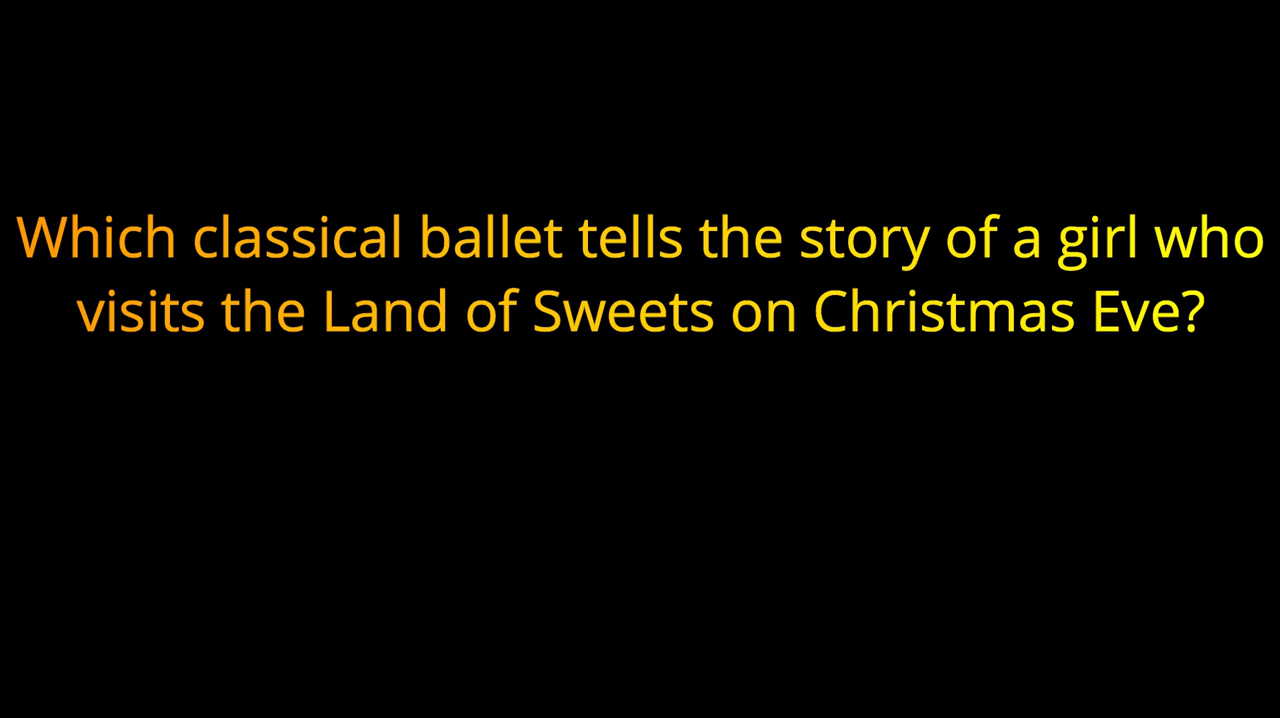 Which classical ballet tells the story of a girl who
visits the Land of Sweets on Christmas Eve?